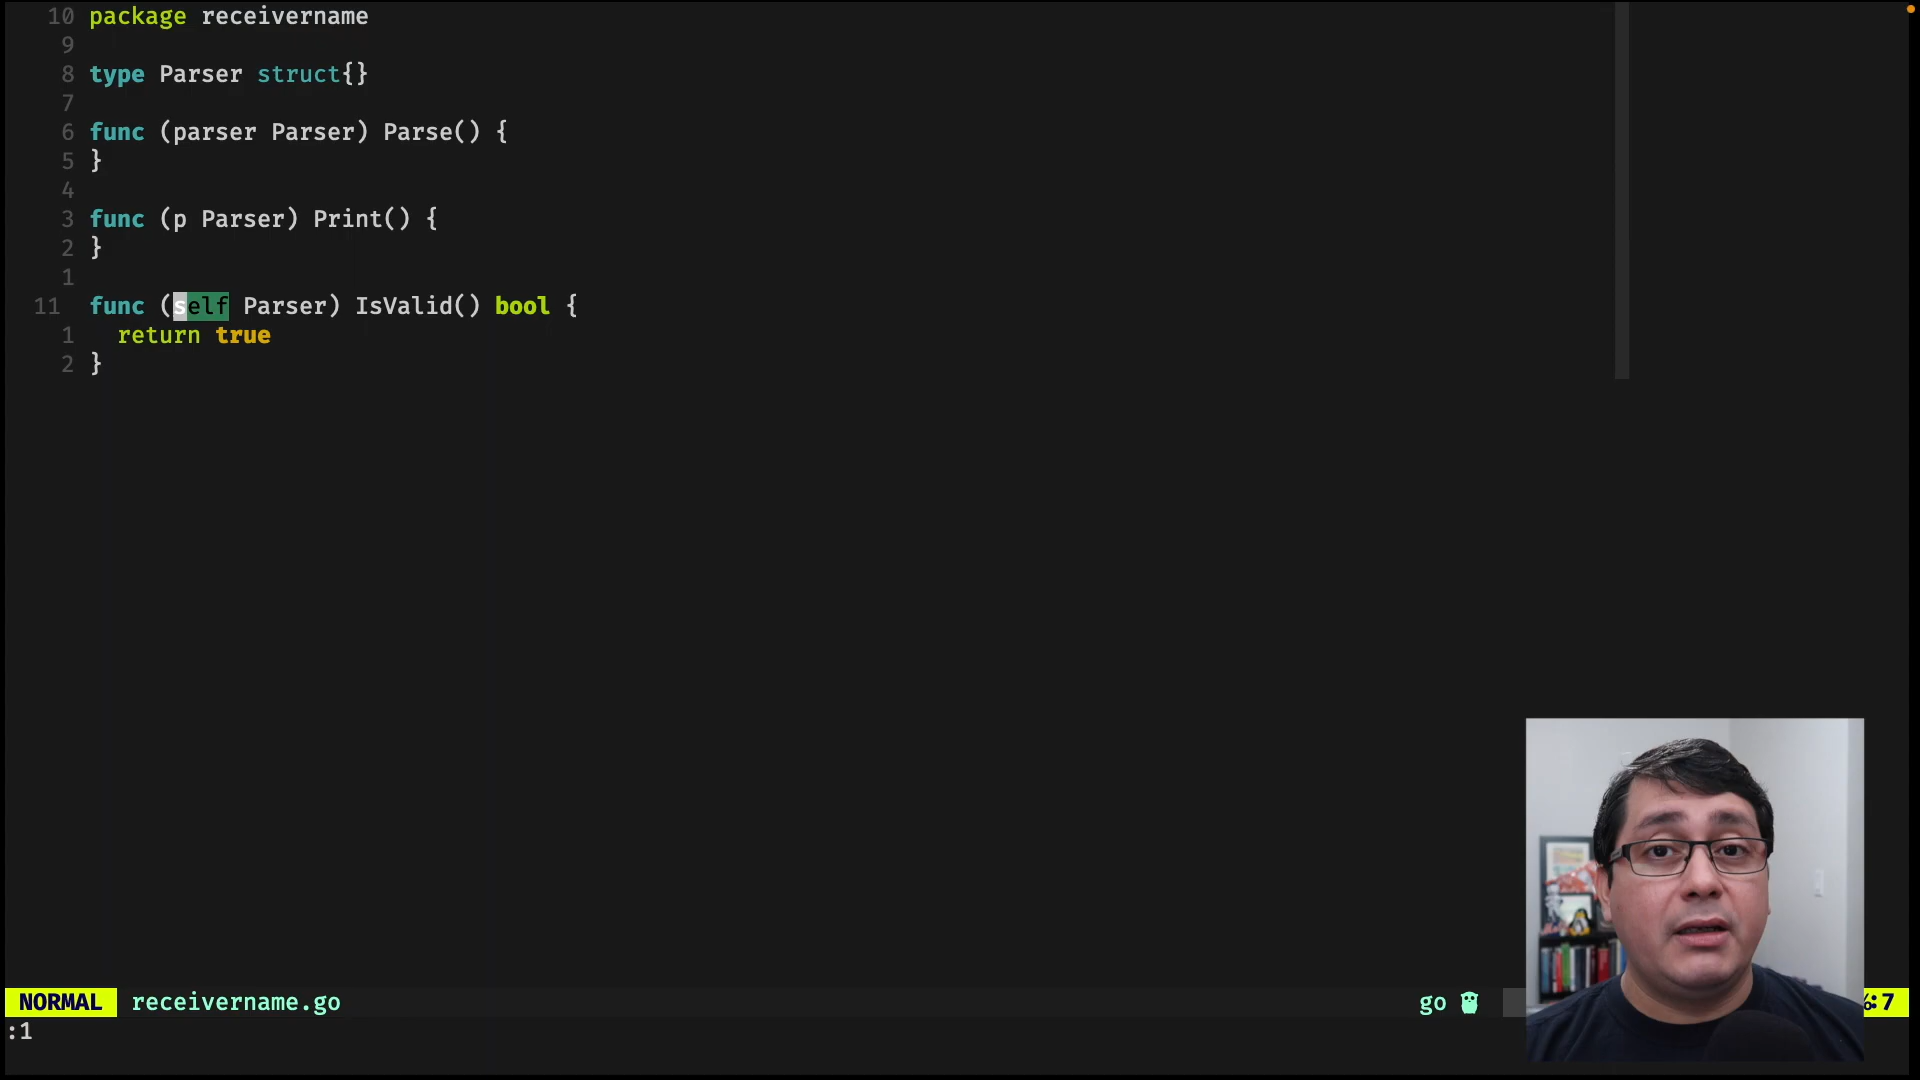 10 package receivername
9
8 type Parser struct{}
7
6 func (parser Parser) Parse() {
5 }
4
3 func (p Parser) Print() {
2 }
1
11 func (self Parser) IsValid() bool {
1 return true
2 }
NORMAL receivername.go go :7
:1